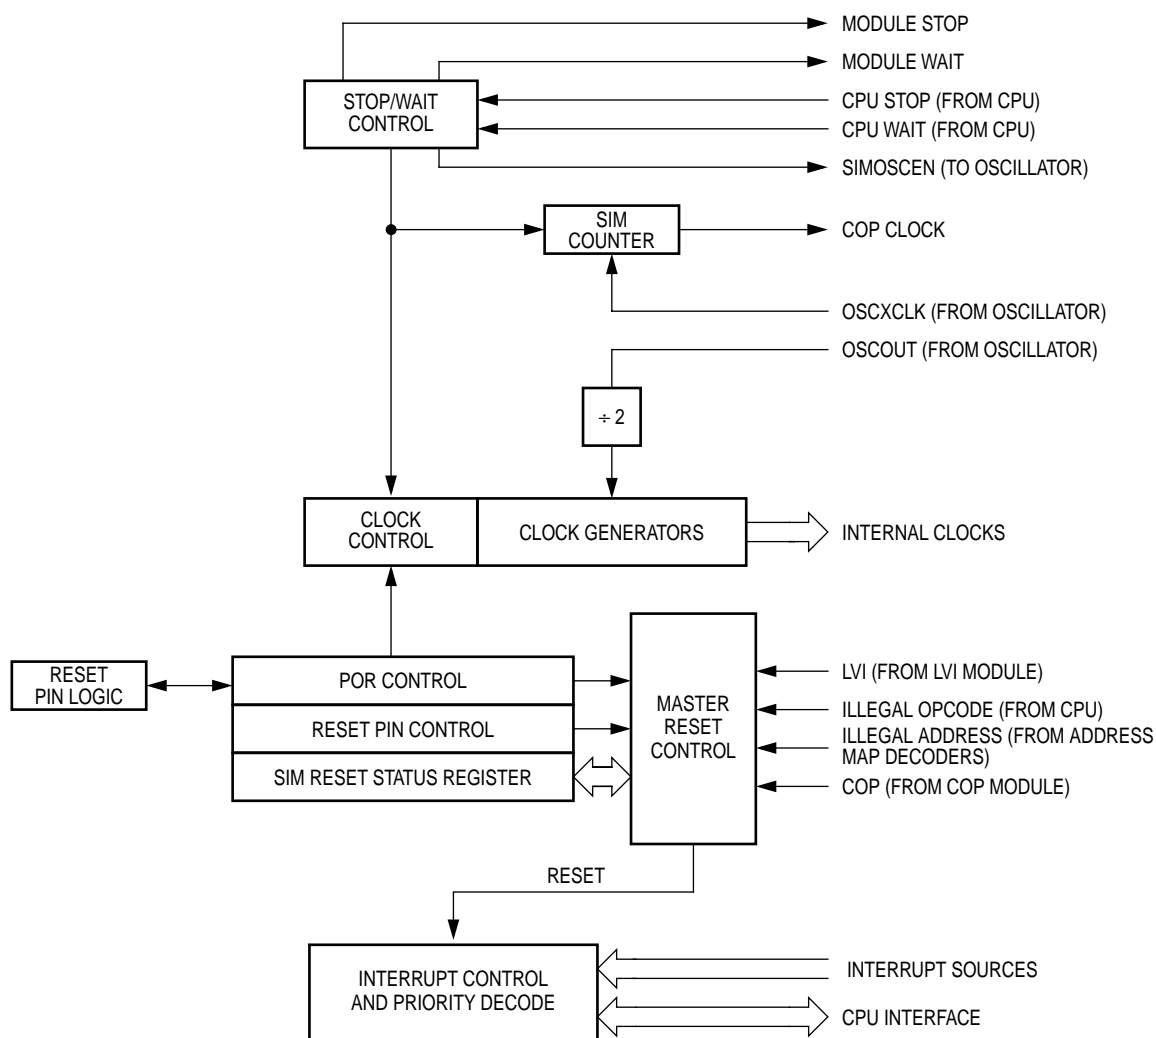 MODULE STOP
MODULE WAIT
STOP/WAIT
CONTROL
CPU STOP (FROM CPU)
CPU WAIT (FROM CPU)
SIMOSCEN (TO OSCILLATOR)
SIM
COUNTER
COP CLOCK
OSCXCLK (FROM OSCILLATOR)
OSCOUT (FROM OSCILLATOR)
÷ 2
CLOCK
CONTROL
CLOCK GENERATORS
INTERNAL CLOCKS
RESET
PIN LOGIC
POR CONTROL
RESET PIN CONTROL
SIM RESET STATUS REGISTER
MASTER
RESET
CONTROL
LVI (FROM LVI MODULE)
ILLEGAL OPCODE (FROM CPU)
ILLEGAL ADDRESS (FROM ADDRESS
MAP DECODERS)
COP (FROM COP MODULE)
RESET
INTERRUPT CONTROL
AND PRIORITY DECODE
INTERRUPT SOURCES
CPU INTERFACE